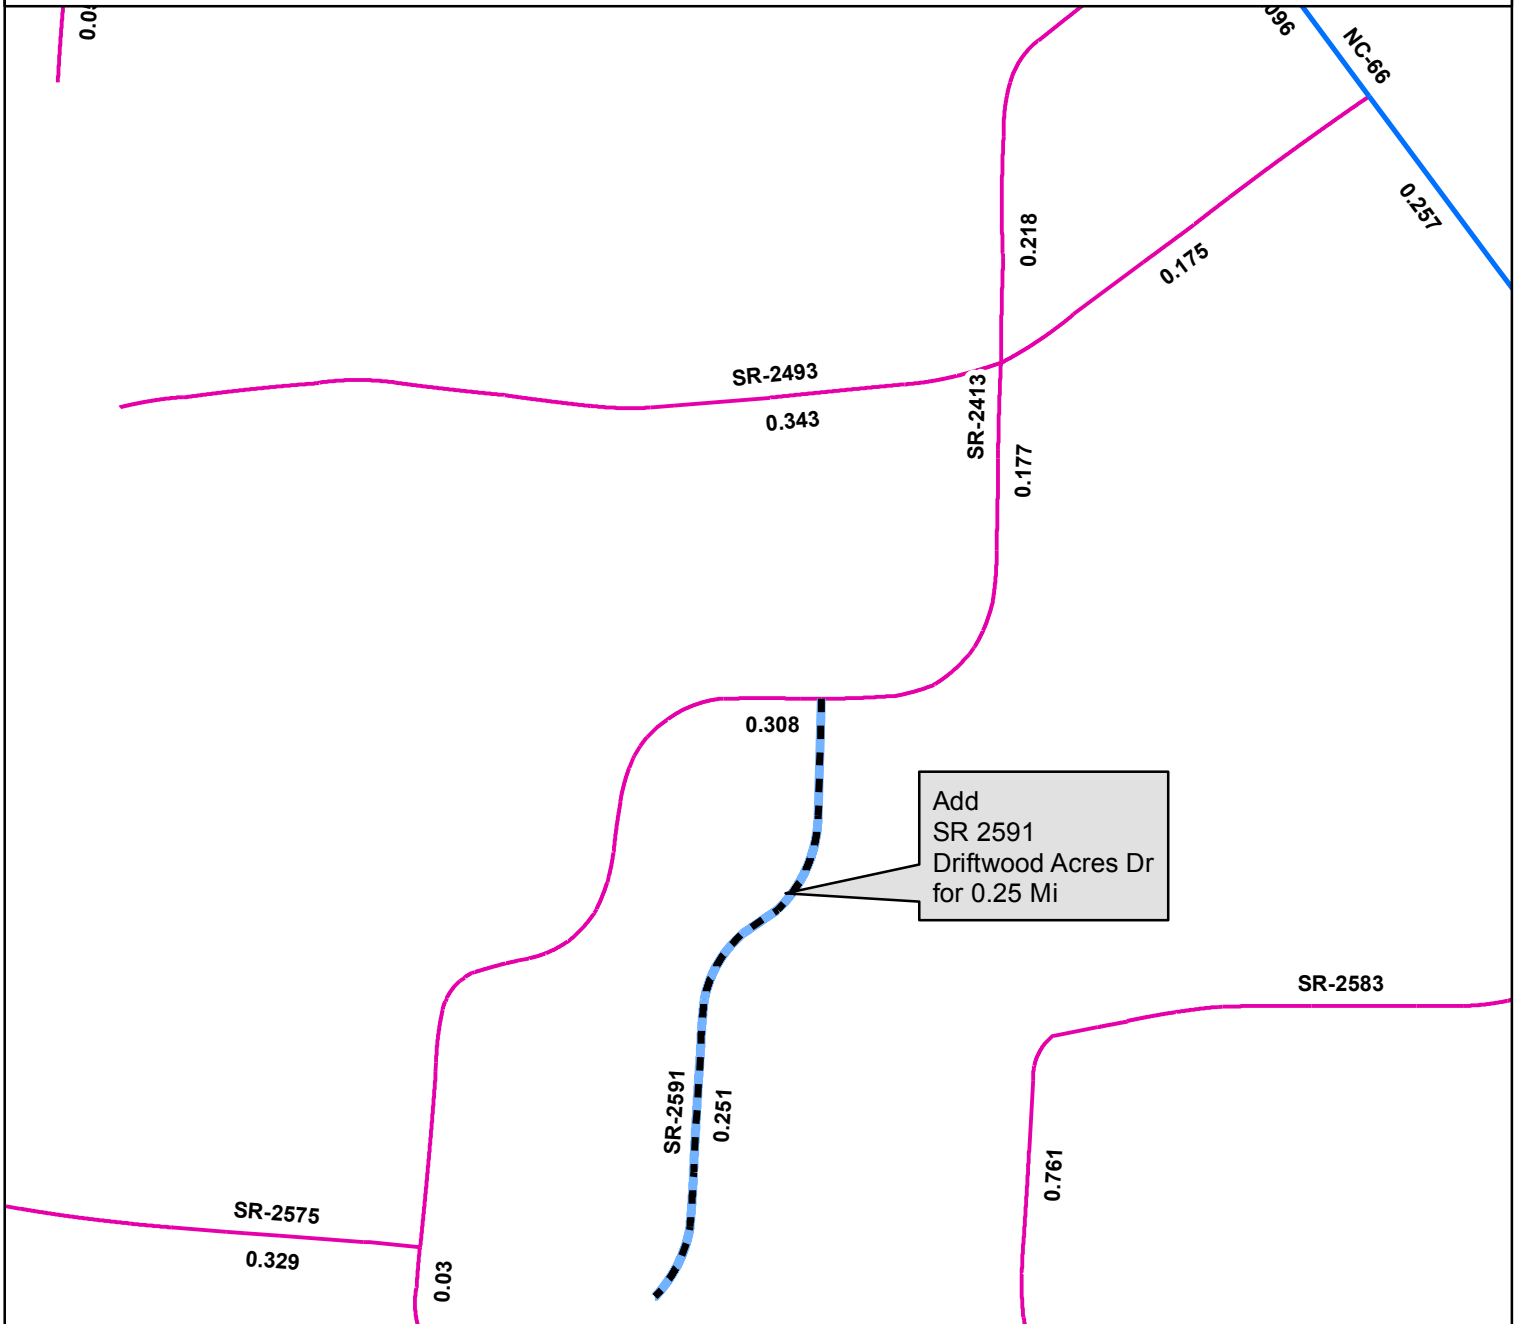 NC-66
0.257
0.218
0.175
SR-2493
0.343
SR-2413
0.177
0.308
Add
SR 2591
Driftwood Acres Dr
for 0.25 Mi
SR-2583
SR-2591
0.251
0.761
SR-2575
0.329
0.03